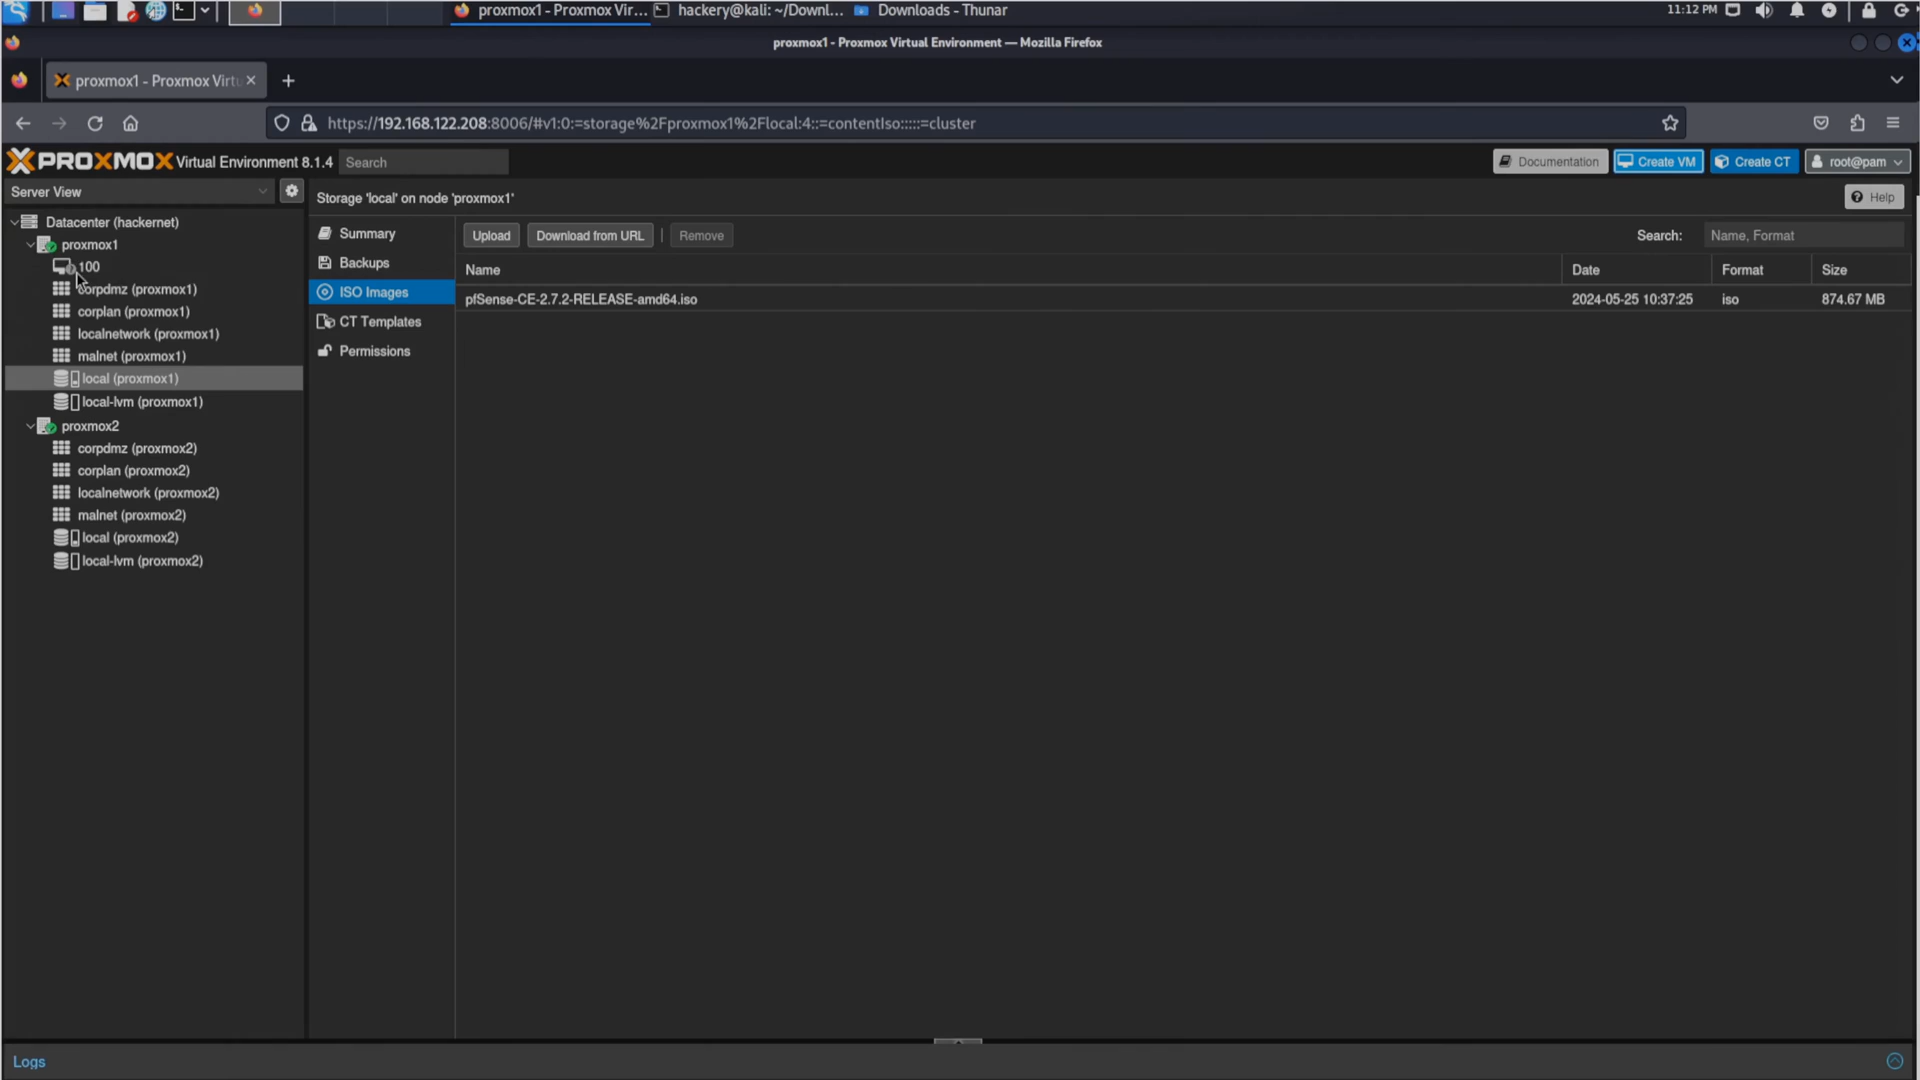 proxmox1 - Proxmox Vir...
hackery@kali: ~/Downl...
Downloads - Thunar
11:12 PM
proxmox1 - Proxmox Virtual Environment — Mozilla Firefox
proxmox1 - Proxmox Virtu
https://192.168.122.208:8006/#v1:0:=storage%2Fproxmox1%2Flocal:4::=contentIso:::::=cluster
PROXMOX Virtual Environment 8.1.4
Search
Documentation
Create VM
Create CT
root@pam
Server View
Storage 'local' on node 'proxmox1'
Help
Datacenter (hackernet)
proxmox1
100
corpdmz (proxmox1)
corplan (proxmox1)
localnetwork (proxmox1)
malnet (proxmox1)
local (proxmox1)
local-lvm (proxmox1)
proxmox2
corpdmz (proxmox2)
corplan (proxmox2)
localnetwork (proxmox2)
malnet (proxmox2)
local (proxmox2)
local-lvm (proxmox2)
Summary
Backups
ISO Images
CT Templates
Permissions
Upload
Download from URL
Remove
Search:
Name, Format
Name
Date
Format
Size
pfSense-CE-2.7.2-RELEASE-amd64.iso
2024-05-25 10:37:25
iso
874.67 MB
Logs